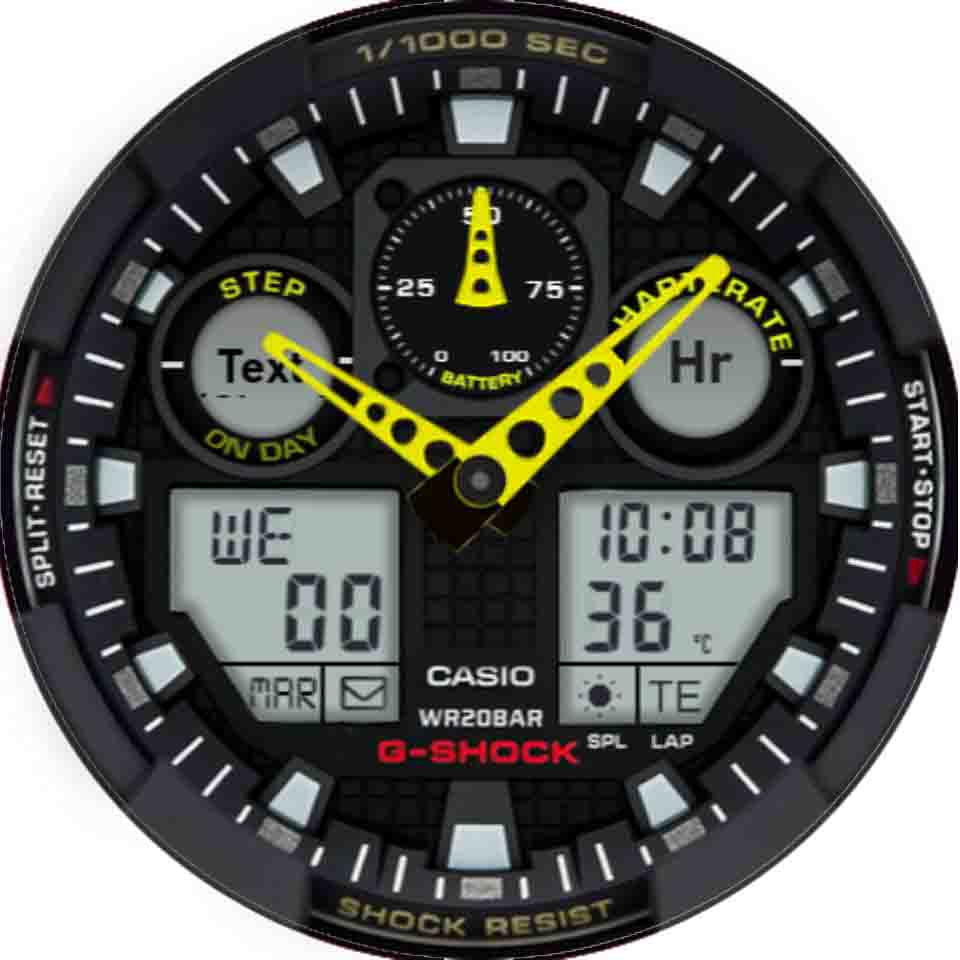 1/1000 SEC
50
25
75
0
100
BATTERY
STEP
Text
ON DAY
HARTERATE
Hr
SPLIT·RESET
START·STOP
WE
00
MAR
10:08
36
°C
TE
CASIO
WR20BAR
G-SHOCK
SPL LAP
SHOCK RESIST